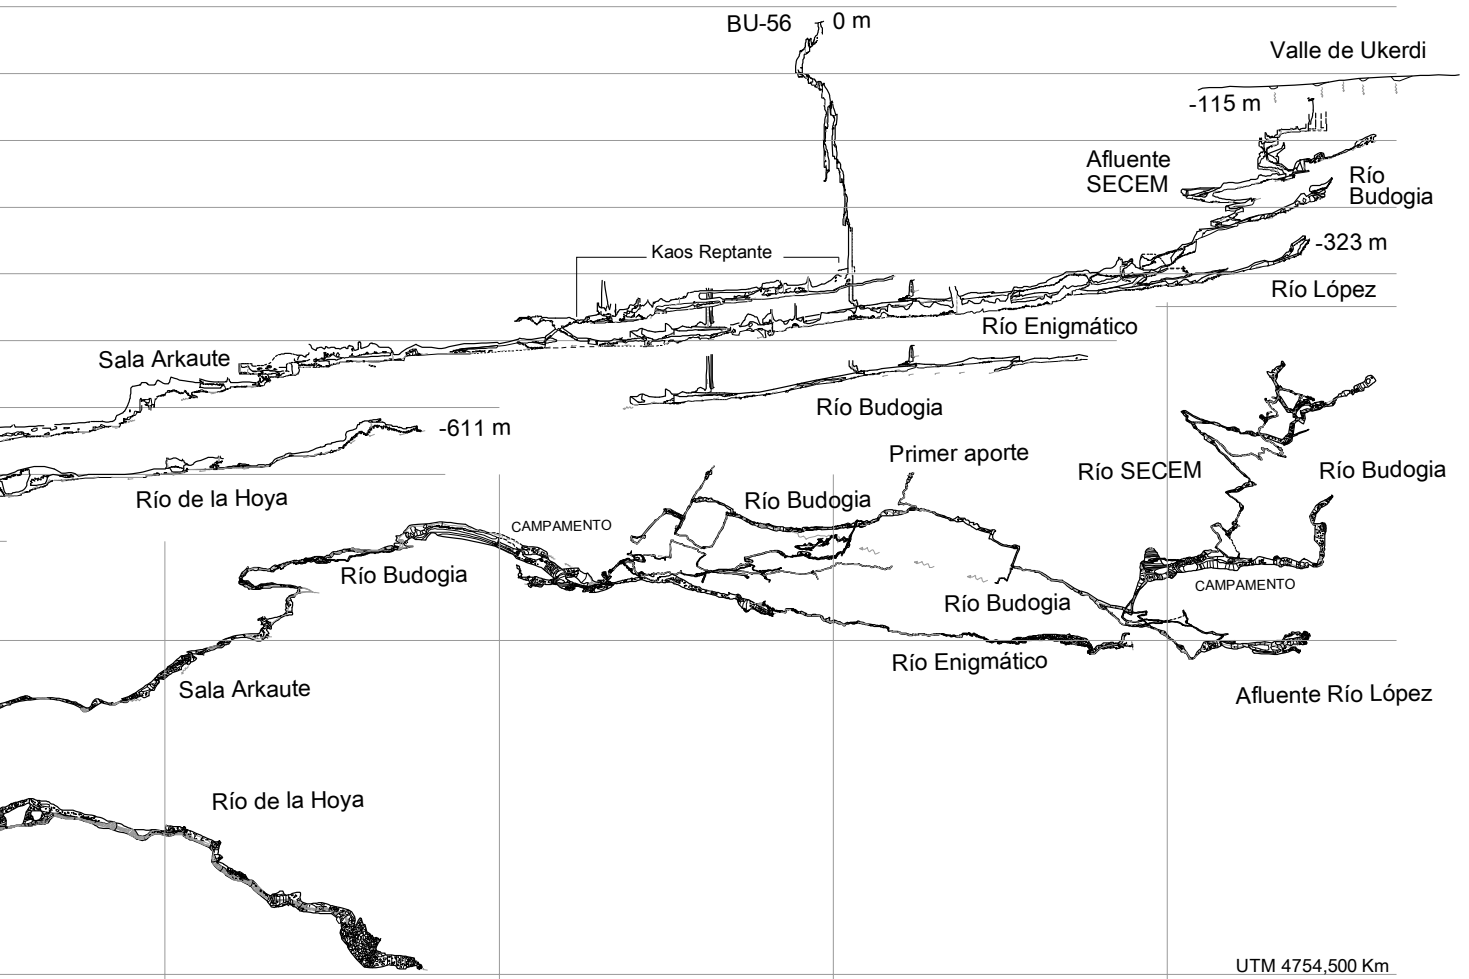 BU-56
0 m
Valle de Ukerdi
-115 m
Afluente
SECEM
Río
Budogia
-323 m
Kaos Reptante
Río López
Río Enigmático
Sala Arkaute
Río Budogia
-611 m
Primer aporte
Río SECEM
Río Budogia
Río de la Hoya
Río Budogia
CAMPAMENTO
Río Budogia
CAMPAMENTO
Río Budogia
Río Enigmático
Sala Arkaute
Afluente Río López
Río de la Hoya
UTM 4754,500 Km